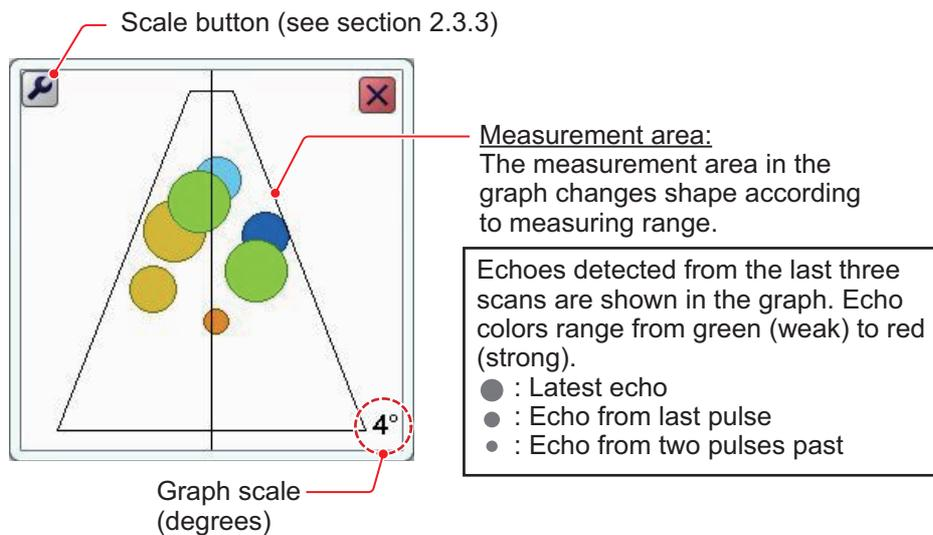 Scale button (see section 2.3.3)
Measurement area:
The measurement area in the
graph changes shape according
to measuring range.
Echoes detected from the last three
scans are shown in the graph. Echo
colors range from green (weak) to red
(strong).
: Latest echo
: Echo from last pulse
: Echo from two pulses past
4°
Graph scale
(degrees)